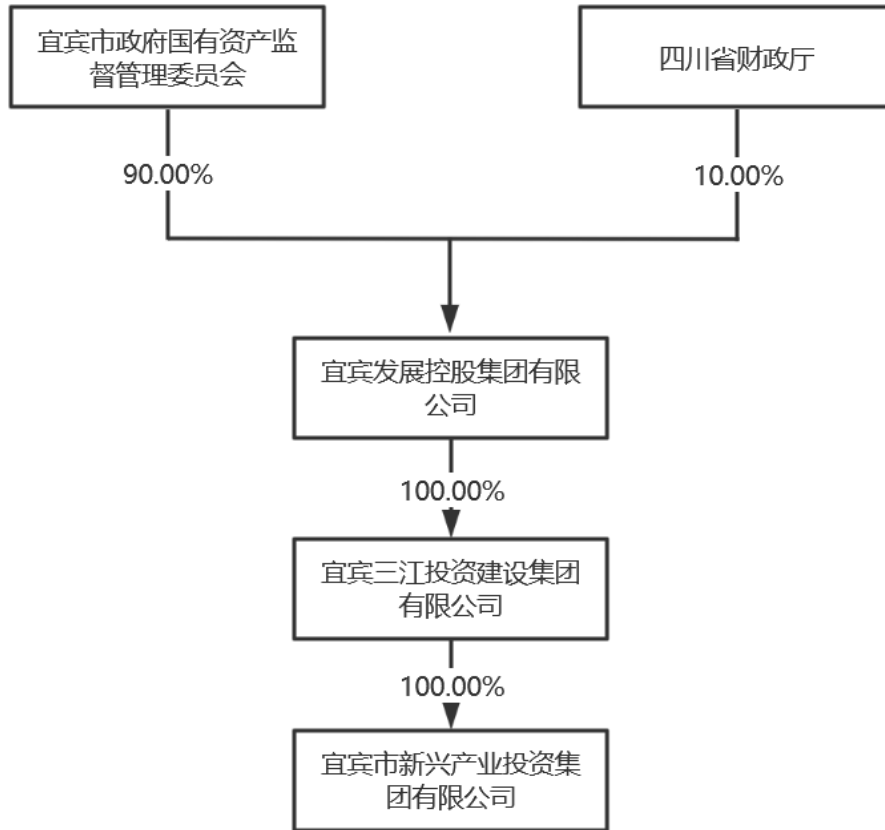 宜宾市政府国有资产监
督管理委员会
四川省财政厅
90.00%
10.00%
宜宾发展控股集团有限
公司
100.00%
宜宾三江投资建设集团
有限公司
100.00%
宜宾市新兴产业投资集
团有限公司